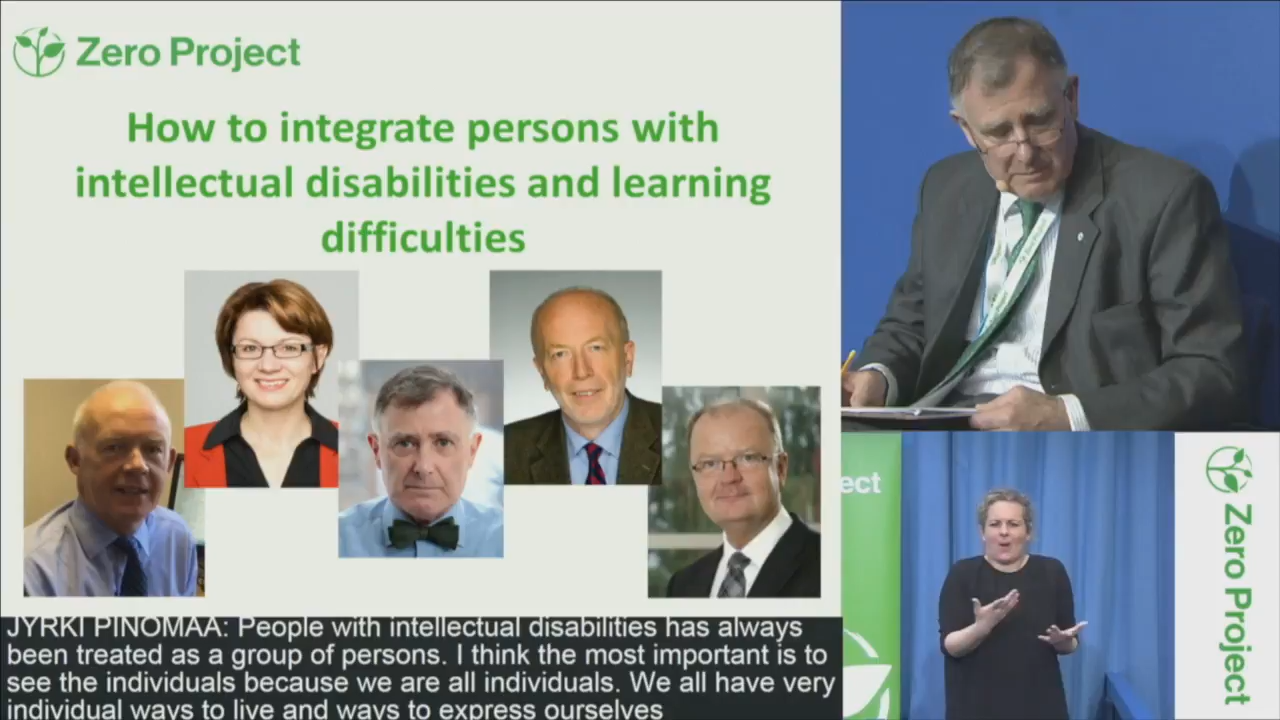 Zero Project
How to integrate persons with
intellectual disabilities and learning
difficulties
JYRKI PINOMAA: People with intellectual disabilities has always
been treated as a group of persons. I think the most important is to
see the individuals because we are all individuals. We all have very
individual ways to live and ways to express ourselves
ect
Zero Project